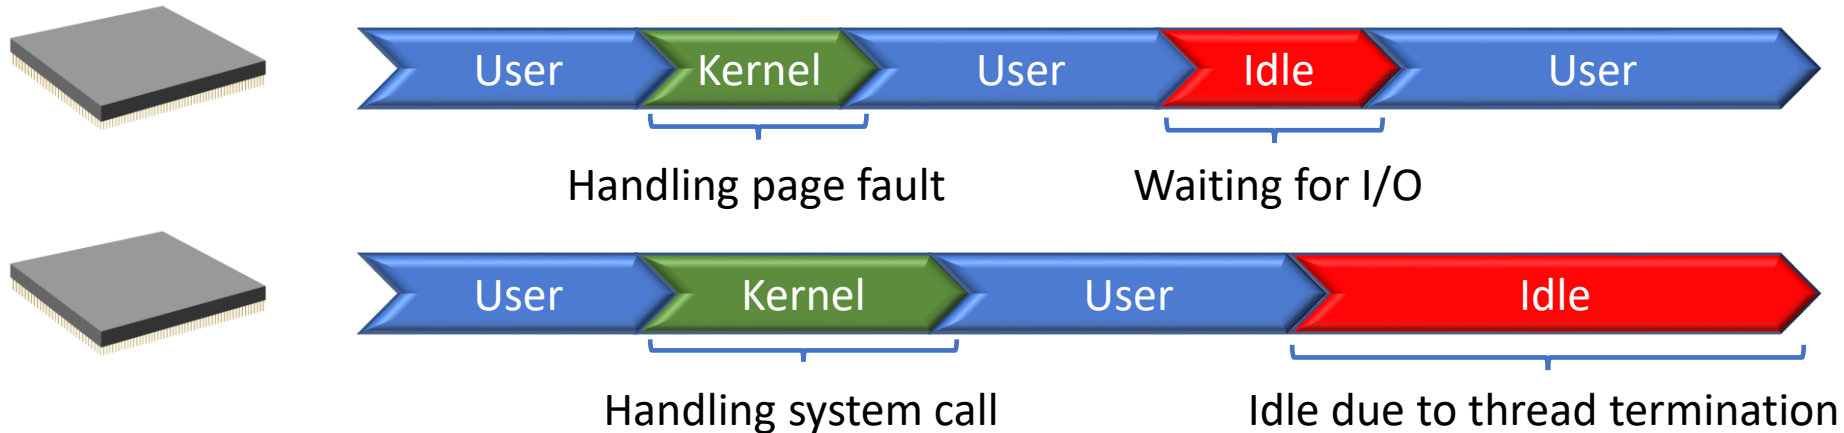 User Kernel User Idle User
Handling page fault Waiting for I/O
User Kernel User Idle
Handling system call Idle due to thread termination